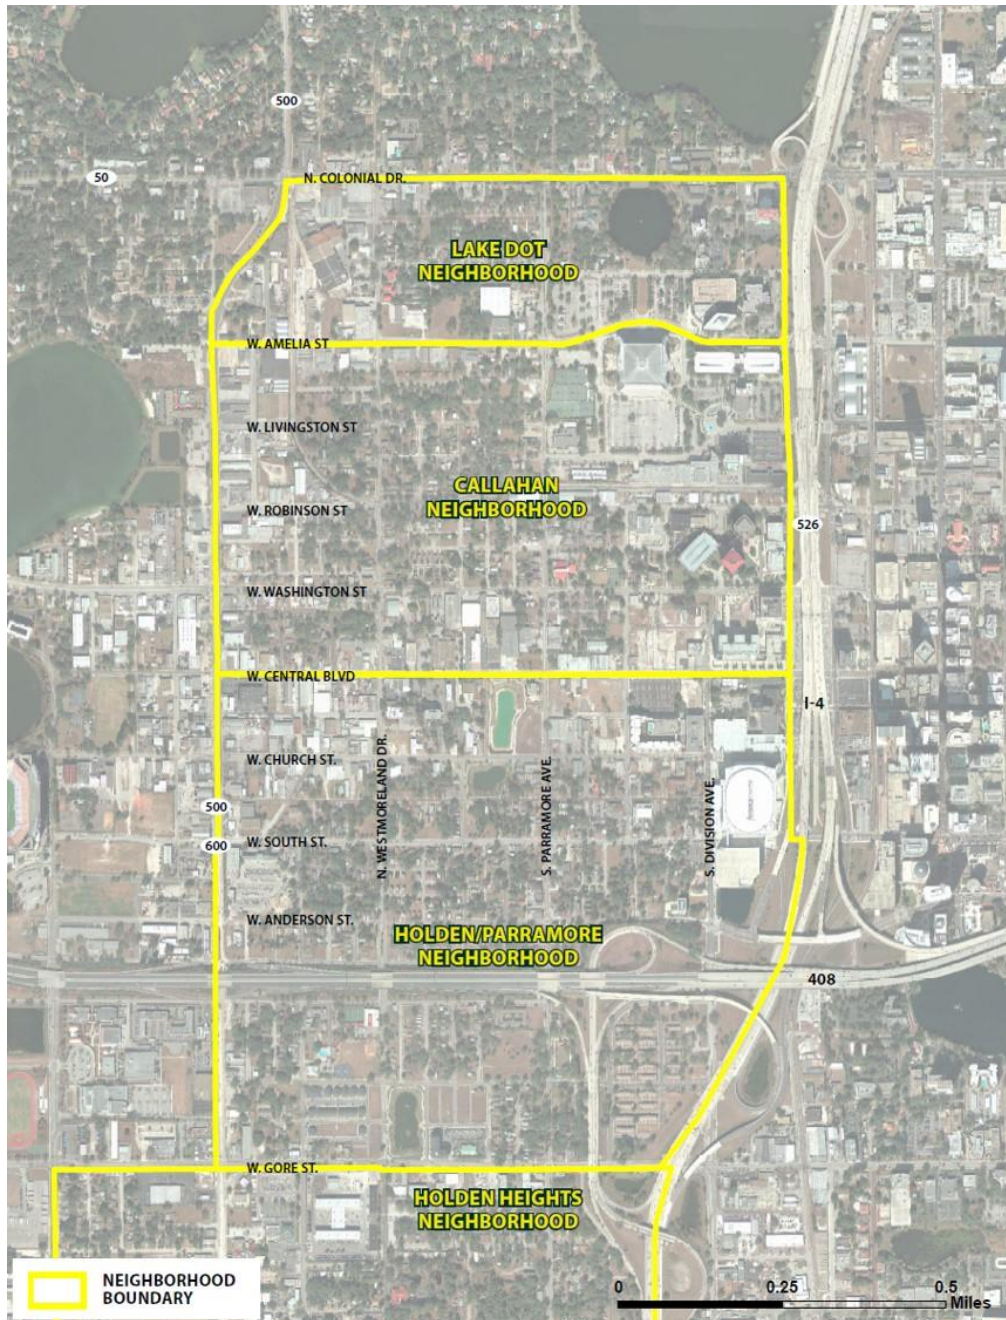 500
50
N. COLONIAL DR.
LAKE DOT
NEIGHBORHOOD
W. AMELIA ST
W. LIVINGSTON ST
CALLAHAN
NEIGHBORHOOD
W. ROBINSON ST
526
W. WASHINGTON ST
W. CENTRAL BLVD
I-4
W. CHURCH ST.
N. WESTMORELAND DR.
S. PARRAMORE AVE.
S. DIVISION AVE.
500
600
W. SOUTH ST.
W. ANDERSON ST.
HOLDEN/PARRAMORE
NEIGHBORHOOD
408
W. GORE ST.
HOLDEN HEIGHTS
NEIGHBORHOOD
NEIGHBORHOOD
BOUNDARY
0 0.25 0.5
Miles